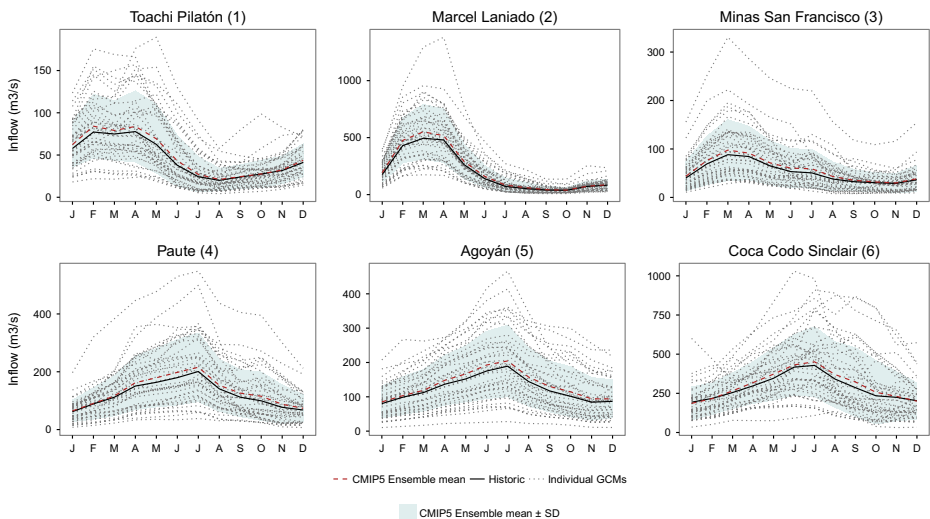 Toachi Pilatón (1)
Marcel Laniado (2)
Minas San Francisco (3)
Inflow (m3/s)
150
100
50
0
J F M A M J J A S O N D
1000
500
0
J F M A M J J A S O N D
300
200
100
0
J F M A M J J A S O N D
Paute (4)
Agoyán (5)
Coca Codo Sinclair (6)
Inflow (m3/s)
400
200
0
J F M A M J J A S O N D
400
300
200
100
0
J F M A M J J A S O N D
1000
750
500
250
0
J F M A M J J A S O N D
CMIP5 Ensemble mean Historic Individual GCMs
CMIP5 Ensemble mean ± SD